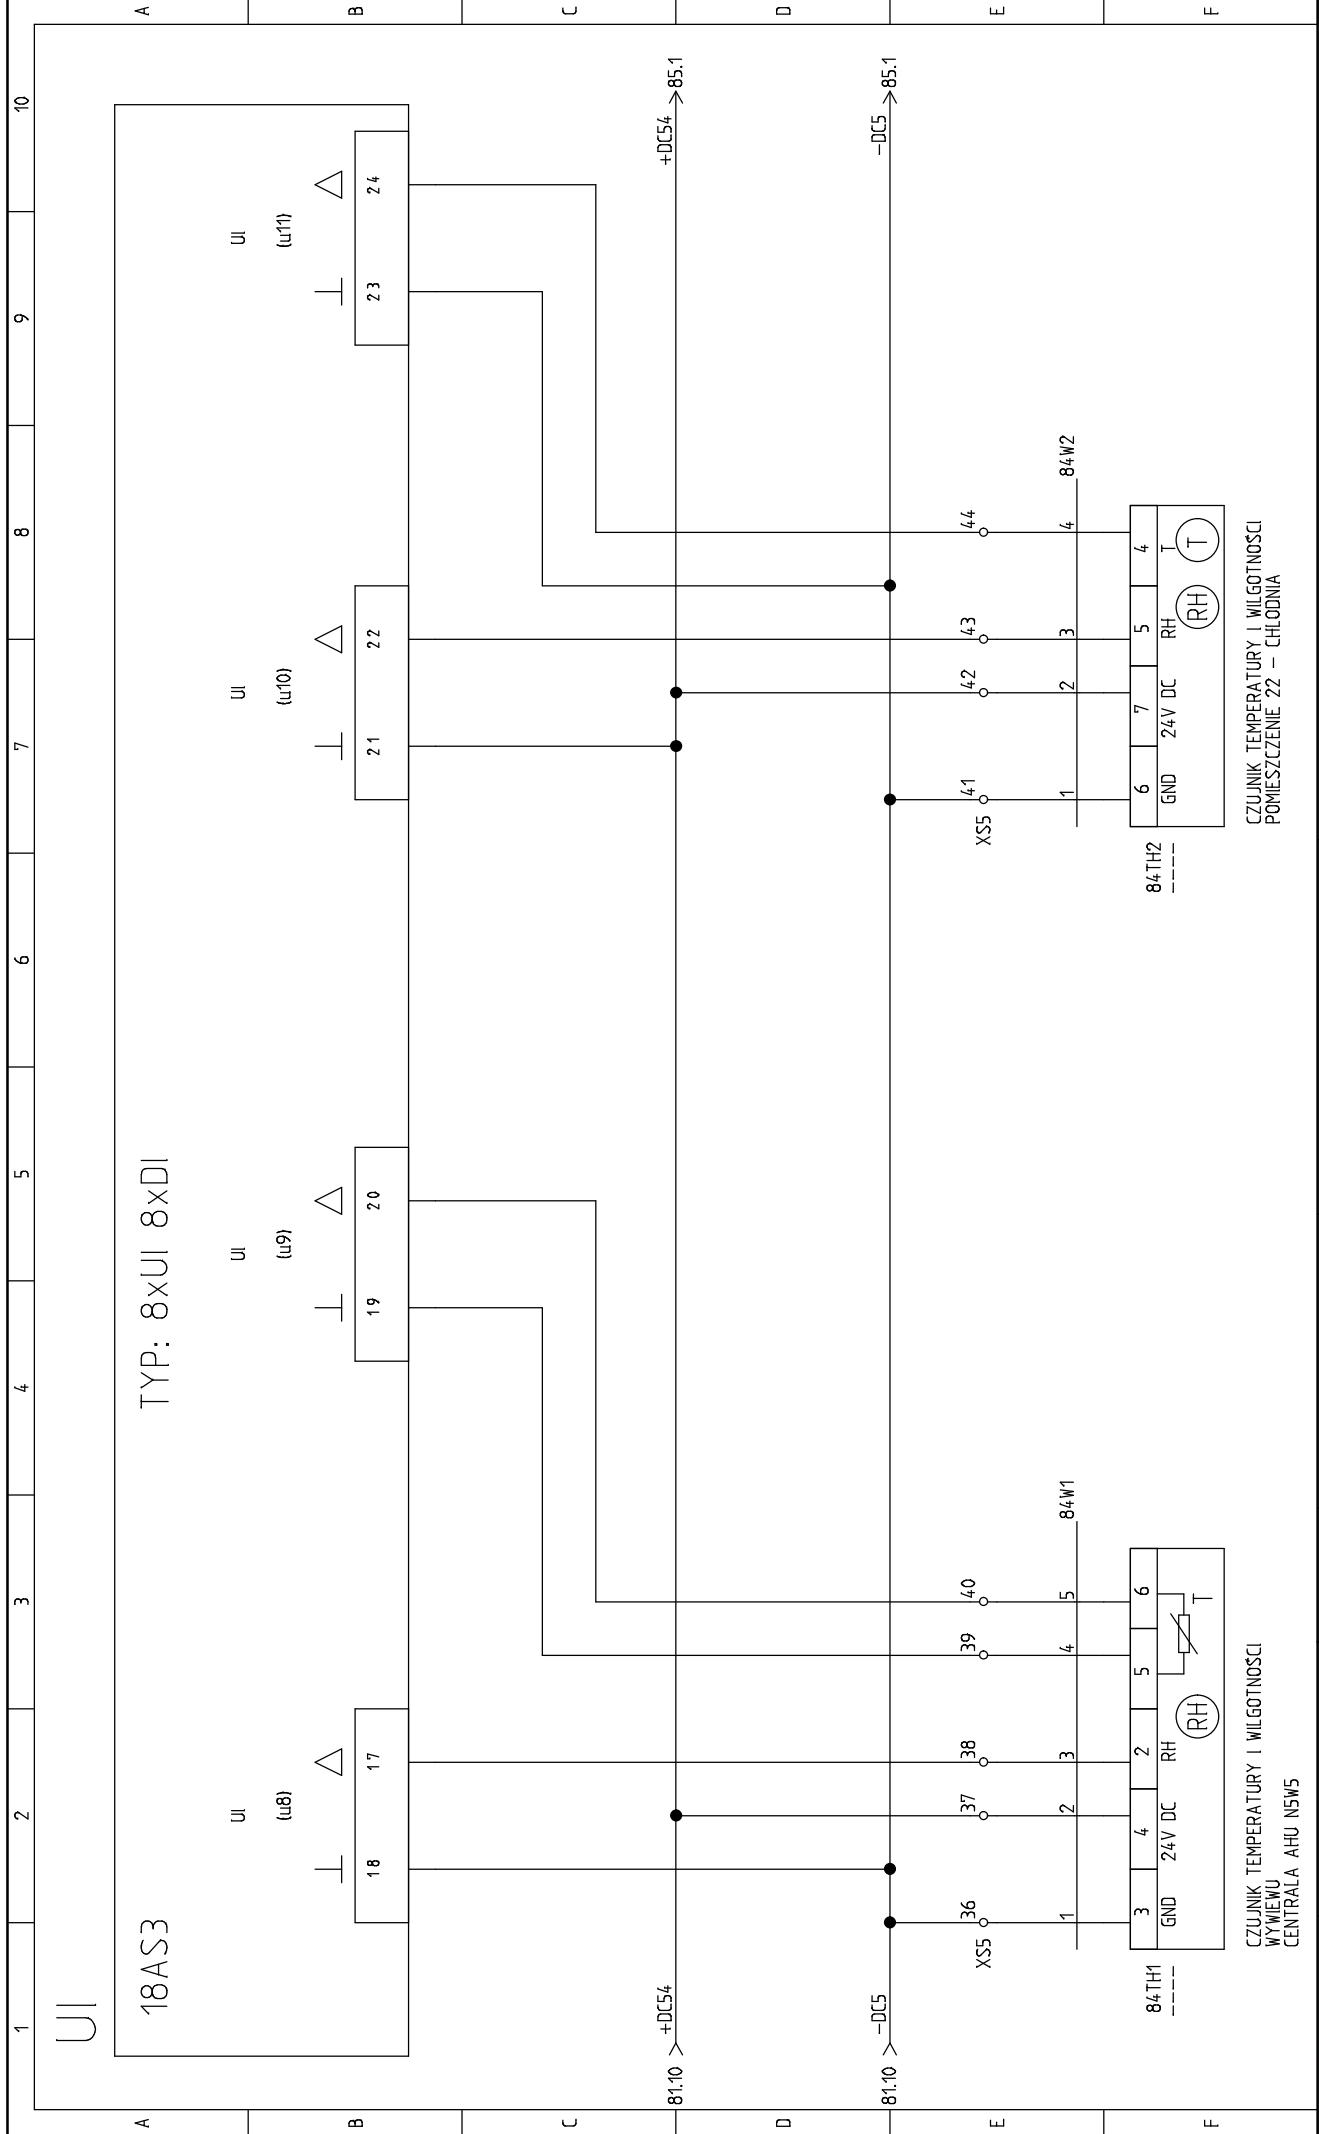 1 2 3 4 5 6 7 8 9 10
A A
B B
C C
D D
E E
F F
UI
18AS3 TYP: 8xUI 8xDI
UI UI UI UI
(u8) (u9) (u10) (u11)
18 17 19 20 21 22 23 24
81.10 +DC54 +DC54 85.1
81.10 -DC5 -DC5 85.1
XS5 36 37 38 39 40 XS5 41 42 43 44
1 2 3 4 5 84W1 1 2 3 4 84W2
84TH1 3 4 2 5 6 84TH2 6 7 5 4
---- GND 24V DC RH ---- GND 24V DC RH T
RH T RH T
CZUJNIK TEMPERATURY I WILGOTNOŚCI
WYWIEWU
CENTRALA AHU N5W5
CZUJNIK TEMPERATURY I WILGOTNOŚCI
POMIESZCZENIE 22 - CHLODNIA